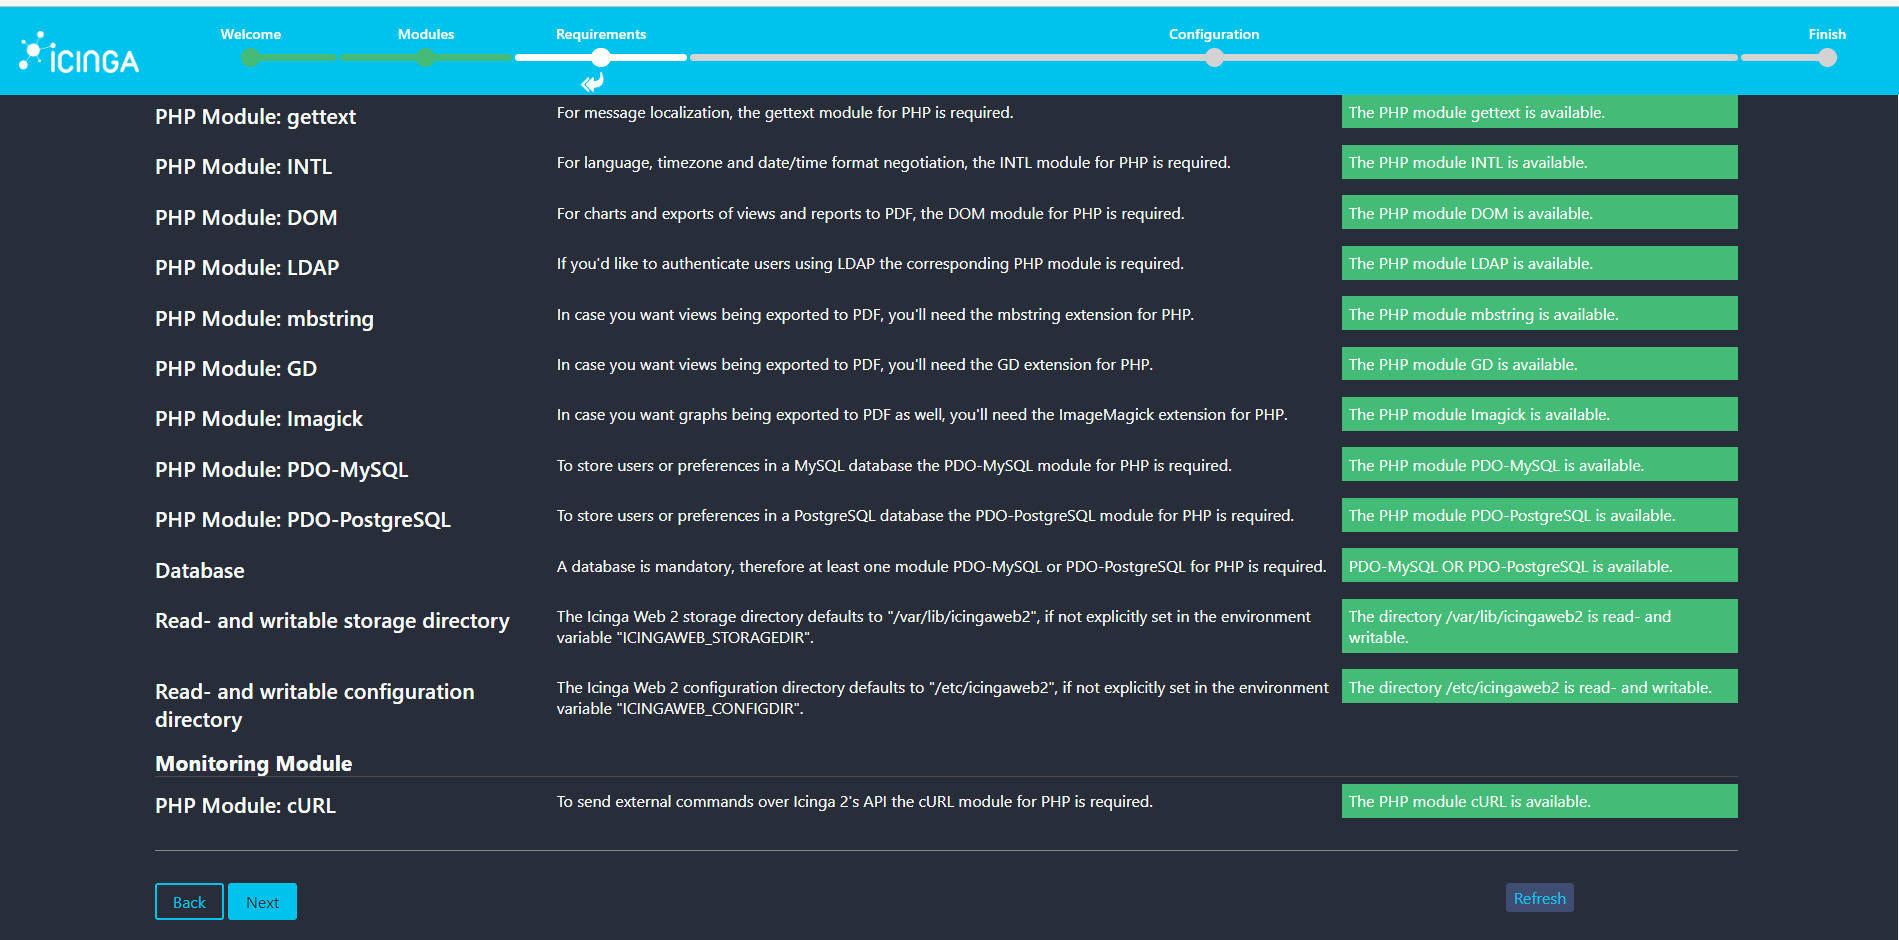 Welcome
Modules
Requirements
Configuration
Finish
ICINGA
PHP Module: gettext
For message localization, the gettext module for PHP is required.
The PHP module gettext is available.
PHP Module: INTL
For language, timezone and date/time format negotiation, the INTL module for PHP is required.
The PHP module INTL is available.
PHP Module: DOM
For charts and exports of views and reports to PDF, the DOM module for PHP is required.
The PHP module DOM is available.
PHP Module: LDAP
If you'd like to authenticate users using LDAP the corresponding PHP module is required.
The PHP module LDAP is available.
PHP Module: mbstring
In case you want views being exported to PDF, you'll need the mbstring extension for PHP.
The PHP module mbstring is available.
PHP Module: GD
In case you want views being exported to PDF, you'll need the GD extension for PHP.
The PHP module GD is available.
PHP Module: Imagick
In case you want graphs being exported to PDF as well, you'll need the ImageMagick extension for PHP.
The PHP module Imagick is available.
PHP Module: PDO-MySQL
To store users or preferences in a MySQL database the PDO-MySQL module for PHP is required.
The PHP module PDO-MySQL is available.
PHP Module: PDO-PostgreSQL
To store users or preferences in a PostgreSQL database the PDO-PostgreSQL module for PHP is required.
The PHP module PDO-PostgreSQL is available.
Database
A database is mandatory, therefore at least one module PDO-MySQL or PDO-PostgreSQL for PHP is required.
PDO-MySQL OR PDO-PostgreSQL is available.
Read- and writable storage directory
The Icinga Web 2 storage directory defaults to "/var/lib/icingaweb2", if not explicitly set in the environment
variable "ICINGAWEB_STORAGEDIR".
The directory /var/lib/icingaweb2 is read- and
writable.
Read- and writable configuration
directory
The Icinga Web 2 configuration directory defaults to "/etc/icingaweb2", if not explicitly set in the environment
variable "ICINGAWEB_CONFIGDIR".
The directory /etc/icingaweb2 is read- and writable.
Monitoring Module
PHP Module: cURL
To send external commands over Icinga 2's API the cURL module for PHP is required.
The PHP module cURL is available.
Back
Next
Refresh